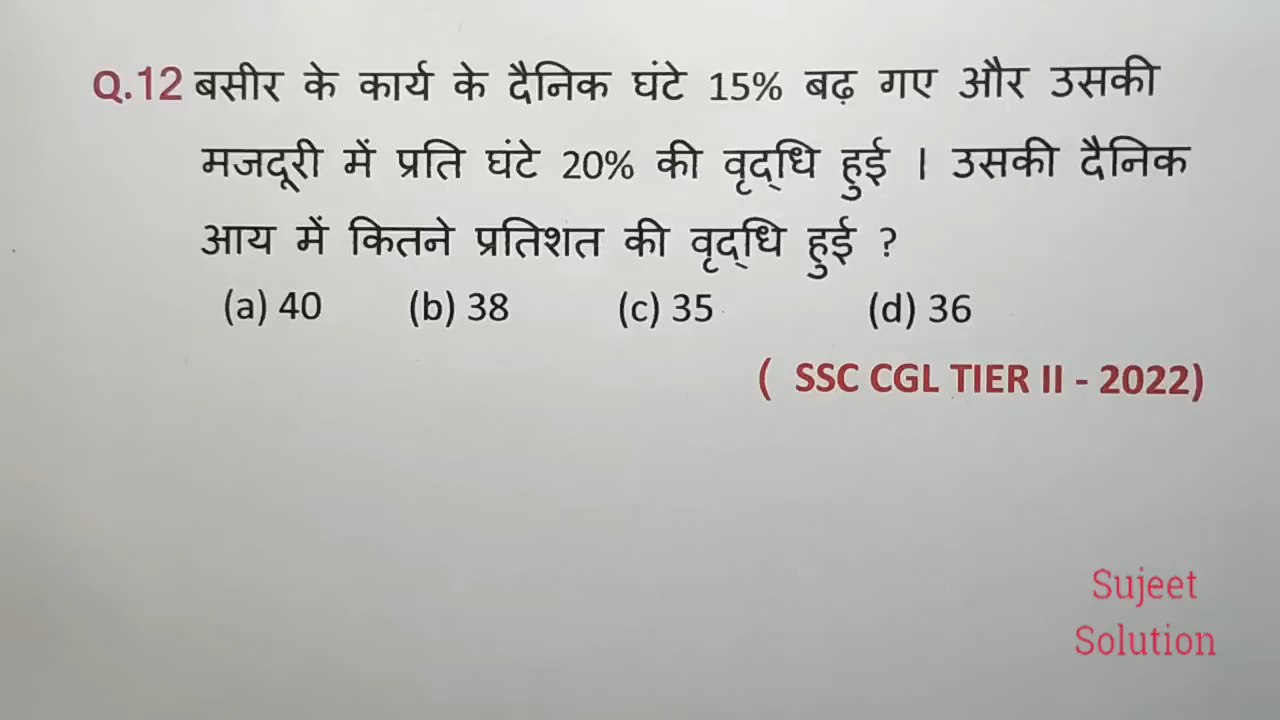 Q.12 बसीर के कार्य के दैनिक घंटे 15% बढ़ गए और उसकी
मजदूरी में प्रति घंटे 20% की वृद्‌धि हुई । उसकी दैनिक
आय में कितने प्रतिशत की वृद्‌धि हुई ?
(a) 40 (b) 38 (c) 35 (d) 36
( SSC CGL TIER II - 2022)
Sujeet
Solution